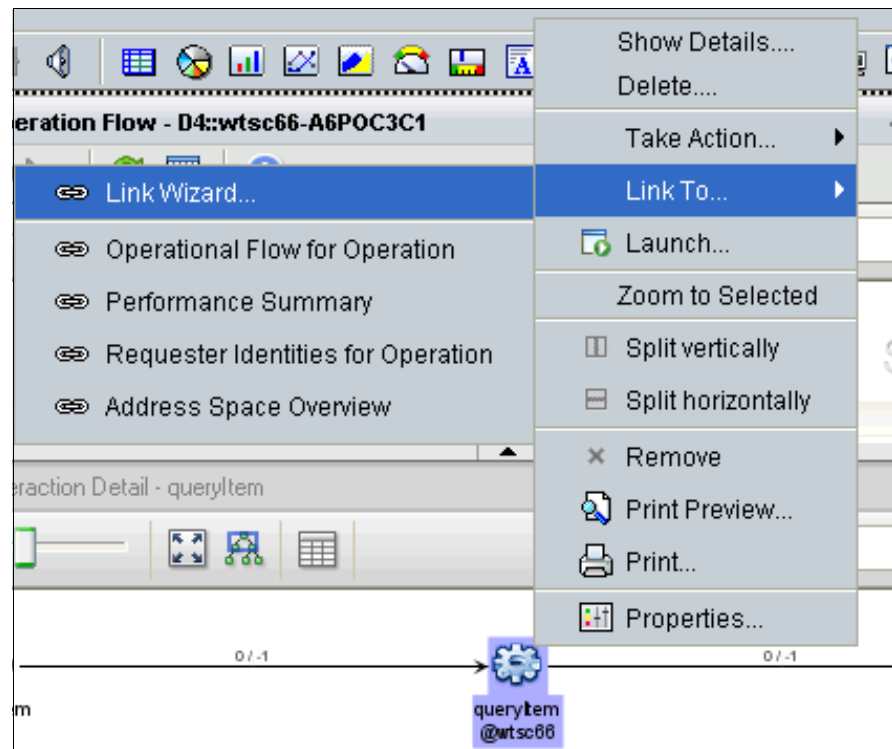 Show Details....
Delete....
eration Flow - D4::wtsc66-A6POC3C1
Take Action...
Link To...
Link Wizard...
Launch...
Operational Flow for Operation
Zoom to Selected
Performance Summary
Split vertically
Requester Identities for Operation
Split horizontally
Address Space Overview
Remove
eraction Detail - queryItem
Print Preview...
Print...
Properties...
0 / -1
0 / -1
m
queryItem
@wtsc66